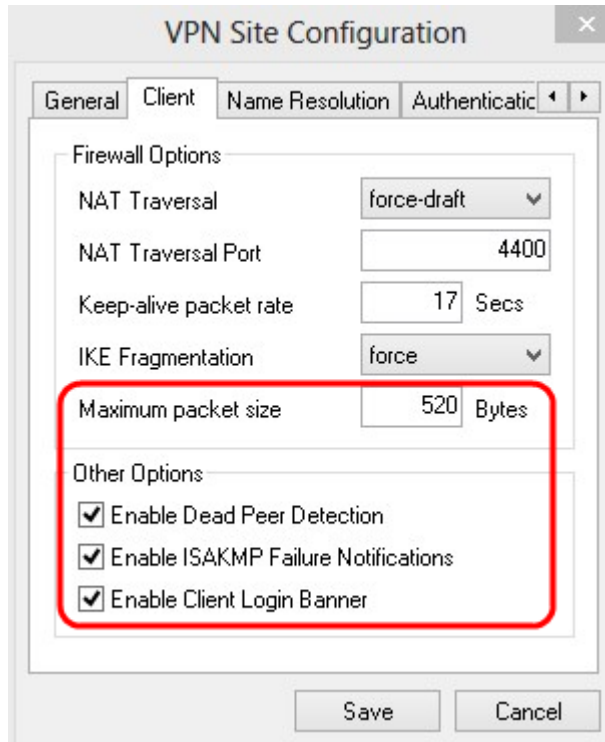 VPN Site Configuration
General Client Name Resolution Authenticatic
Firewall Options
NAT Traversal force-draft
NAT Traversal Port 4400
Keep-alive packet rate 17 Secs
IKE Fragmentation force
Maximum packet size 520 Bytes
Other Options
Enable Dead Peer Detection
Enable ISAKMP Failure Notifications
Enable Client Login Banner
Save Cancel